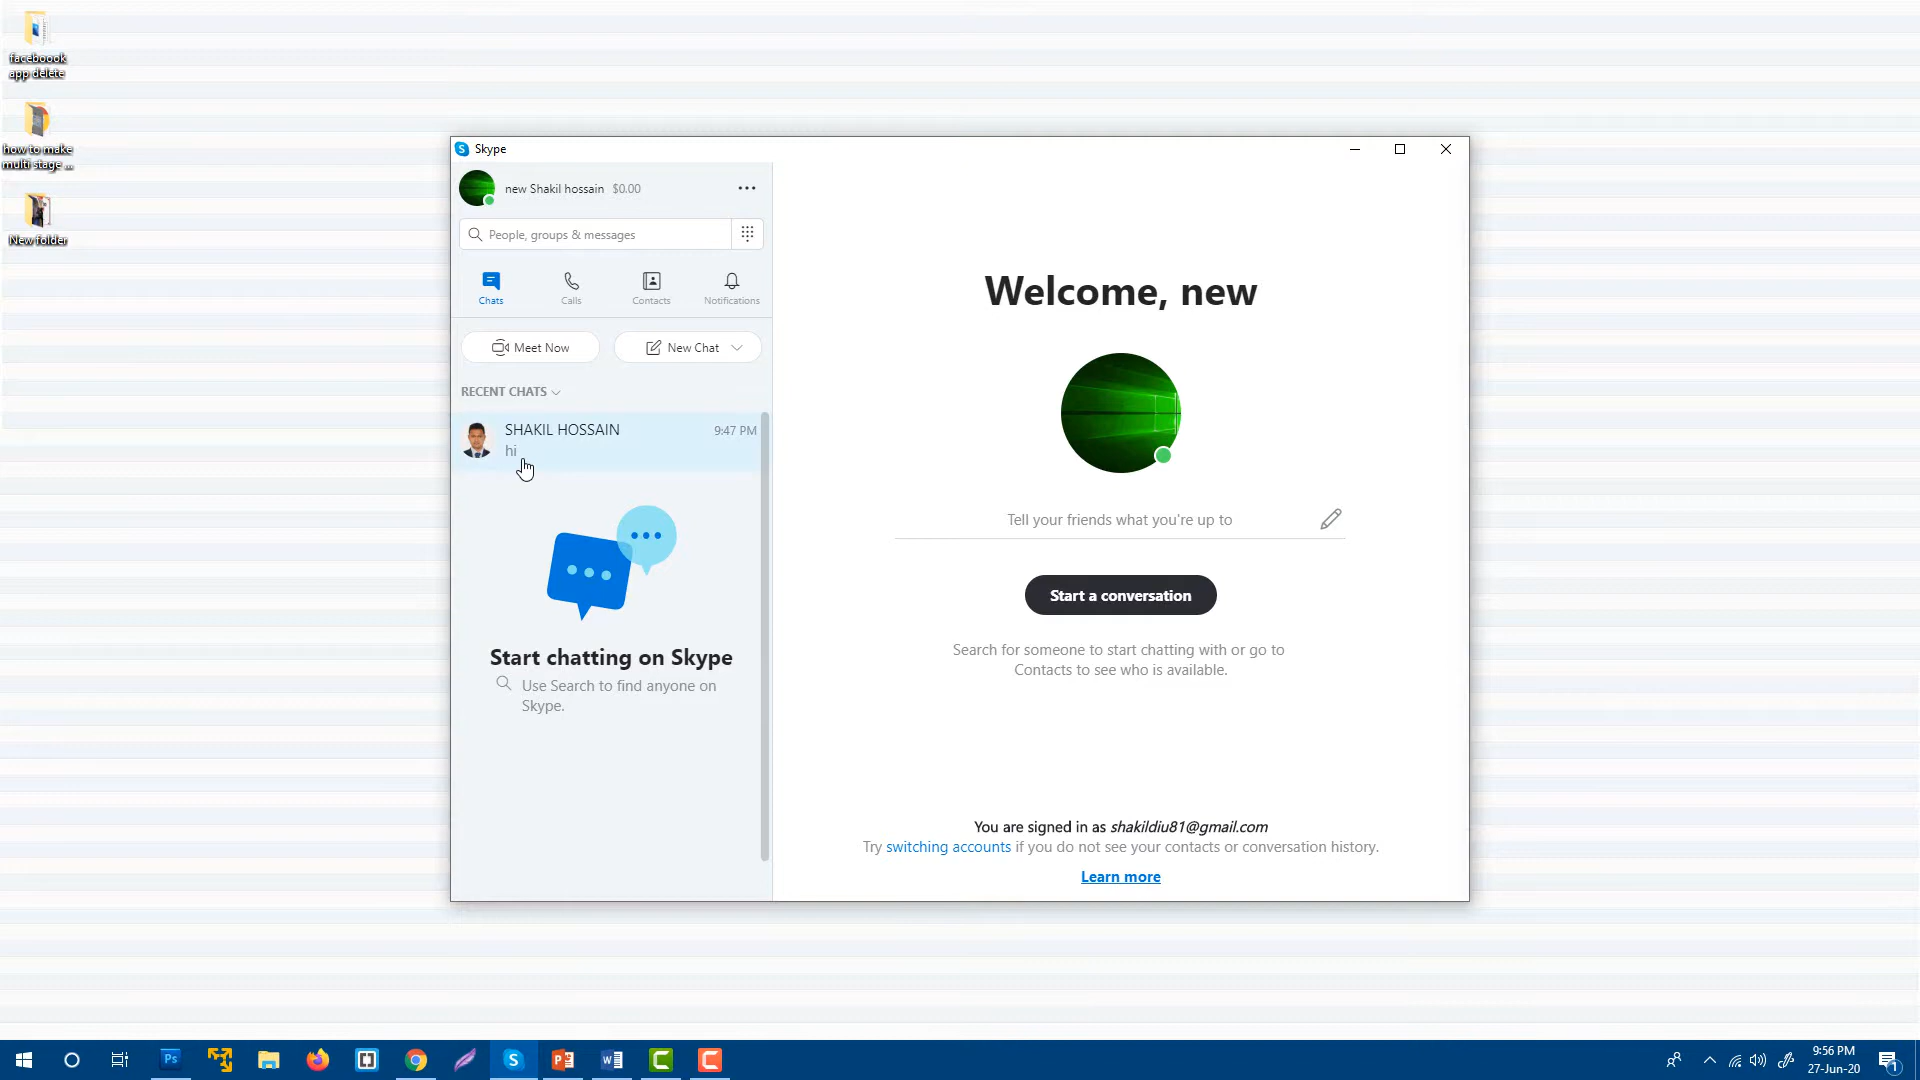 faceboook
app delete
how to make
multi stage ...
New folder
Skype
new Shakil hossain $0.00
People, groups & messages
Chats
Calls
Contacts
Notifications
Meet Now
New Chat
RECENT CHATS
SHAKIL HOSSAIN 9:47 PM
hi
Start chatting on Skype
Use Search to find anyone on
Skype.
Welcome, new
Tell your friends what you're up to
Start a conversation
Search for someone to start chatting with or go to
Contacts to see who is available.
You are signed in as shakildiu81@gmail.com
Try switching accounts if you do not see your contacts or conversation history.
Learn more
9:56 PM
27-Jun-20